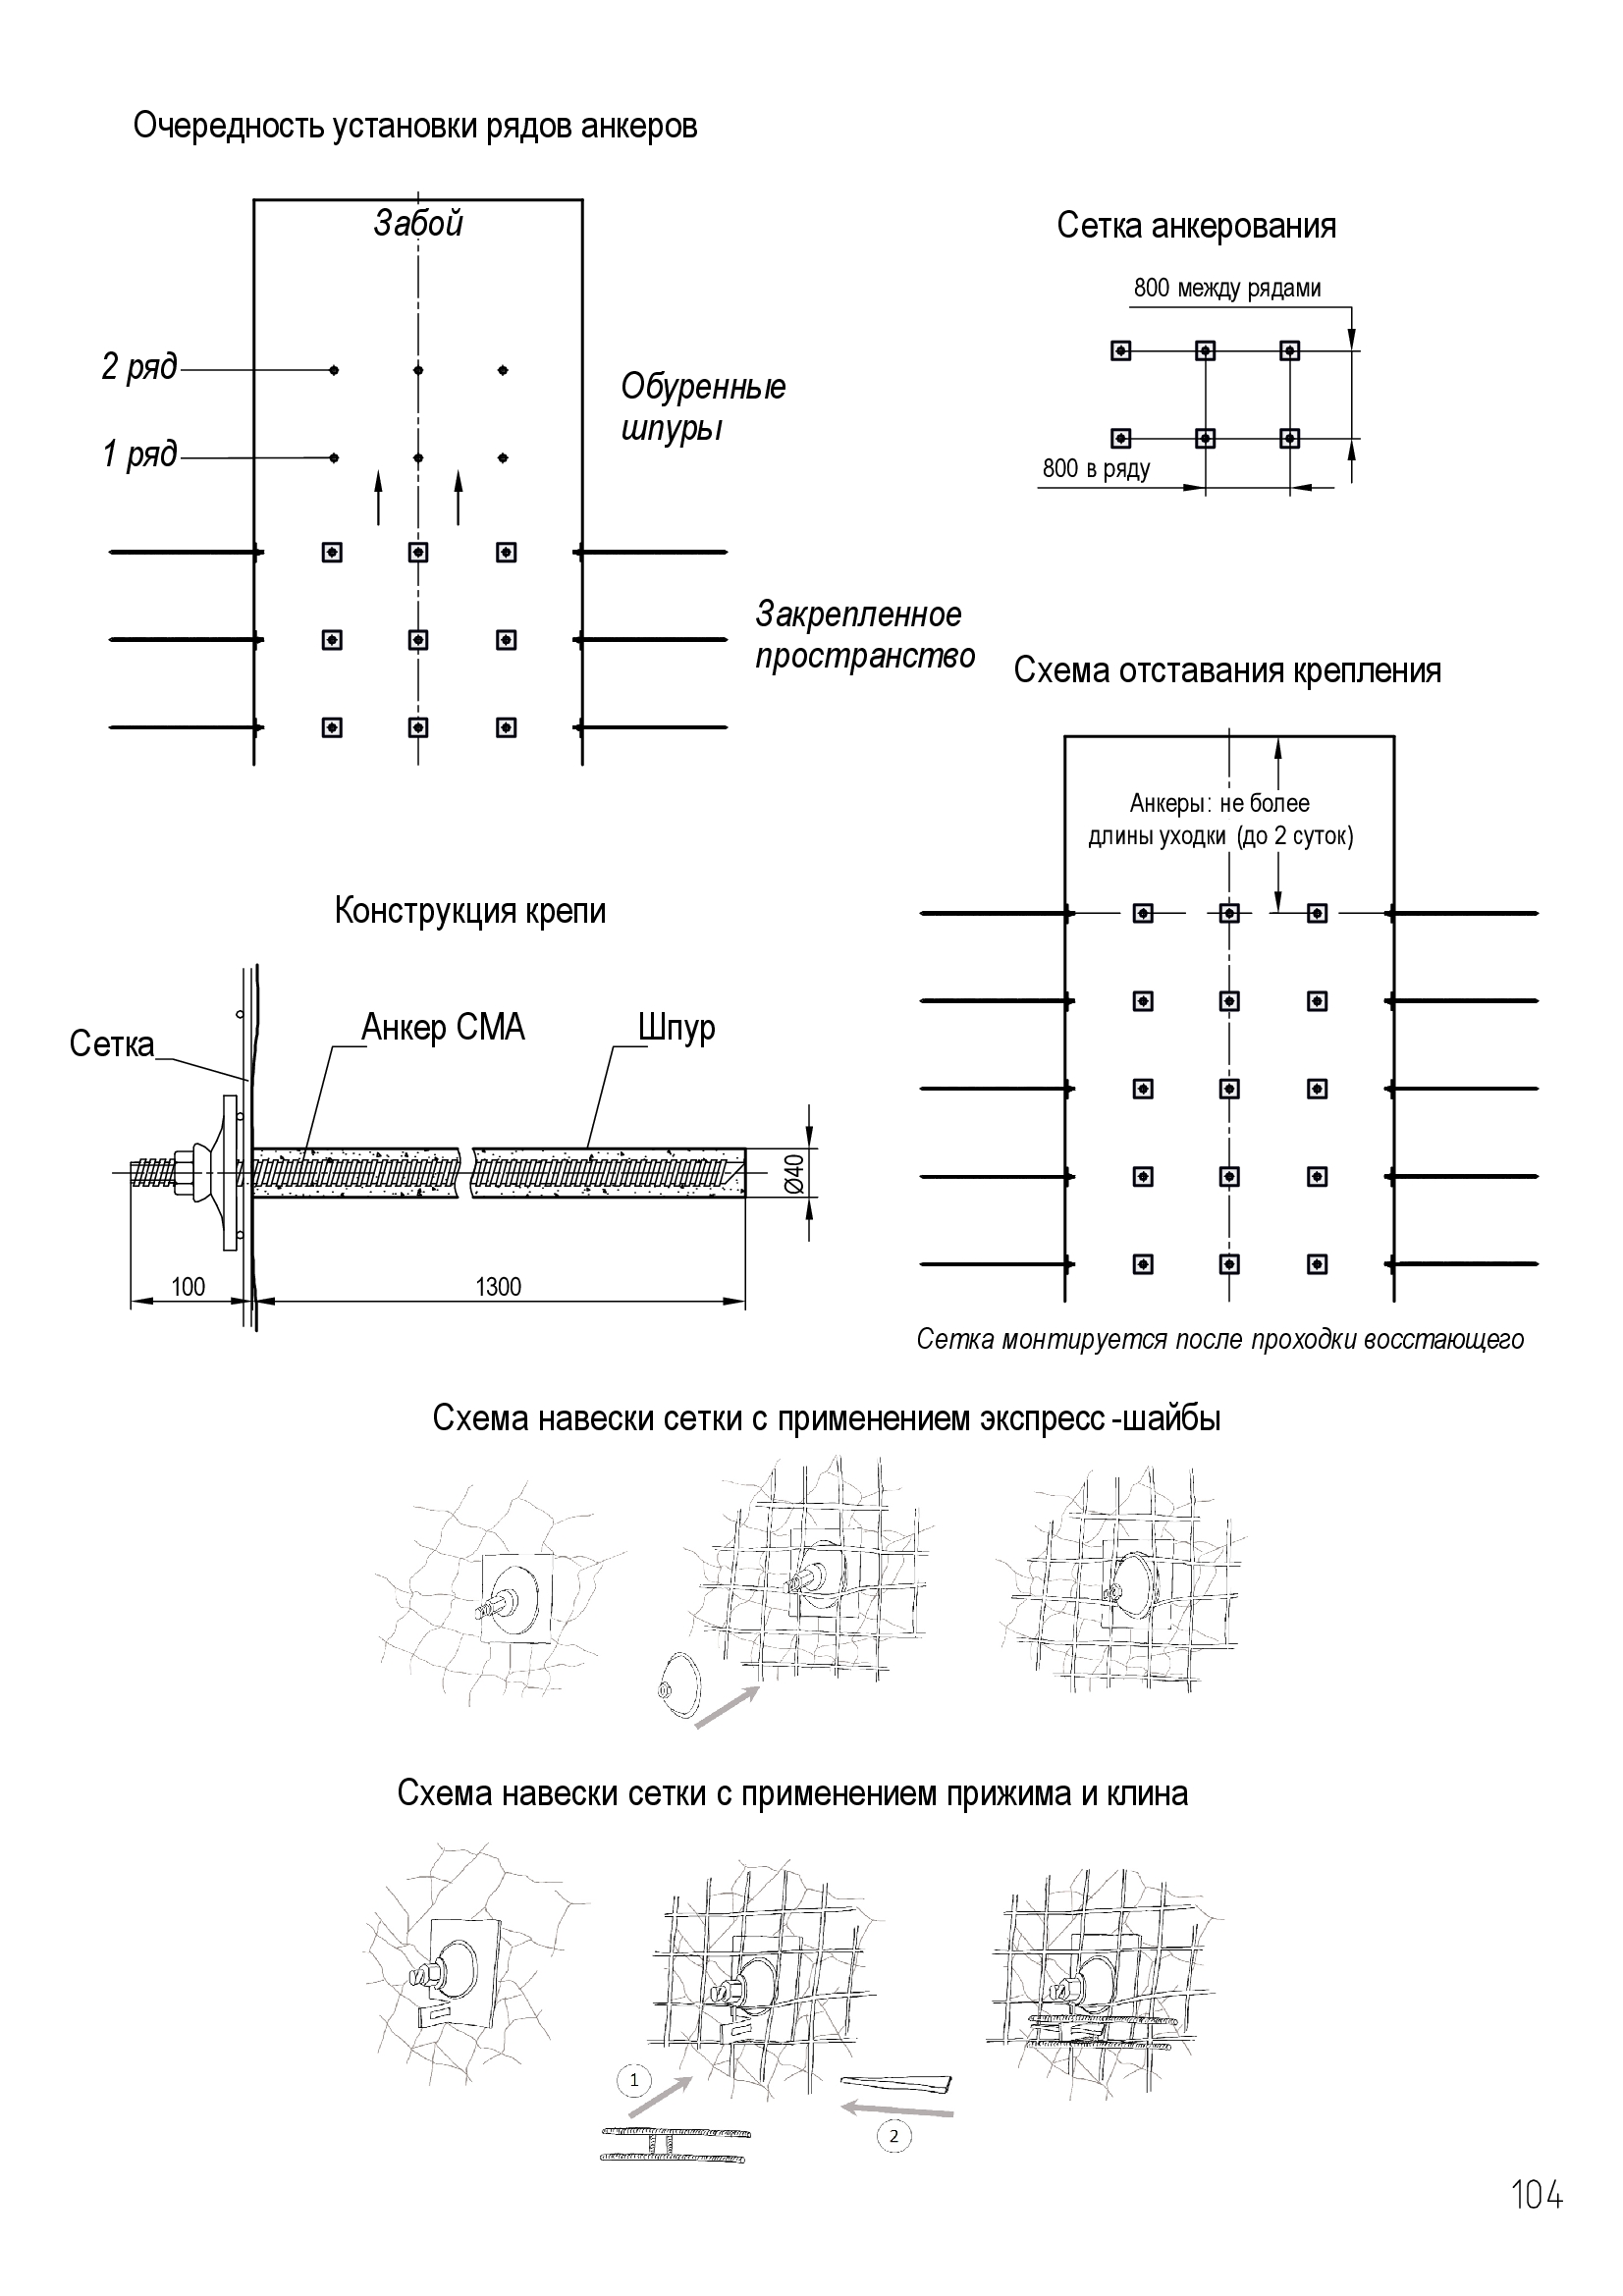 Очередность установки рядов анкеров
Забой
2 ряд
1 ряд
Обуренные
шпуры
Закрепленное
пространство
Сетка анкерования
800 между рядами
800 в ряду
Схема отставания крепления
Анкеры: не более
длины уходки (до 2 суток)
Сетка монтируется после проходки восстающего
Конструкция крепи
Сетка
Анкер СМА
Шпур
Ø40
100
1300
Схема навески сетки с применением экспресс-шайбы
Схема навески сетки с применением прижима и клина
1
2
104